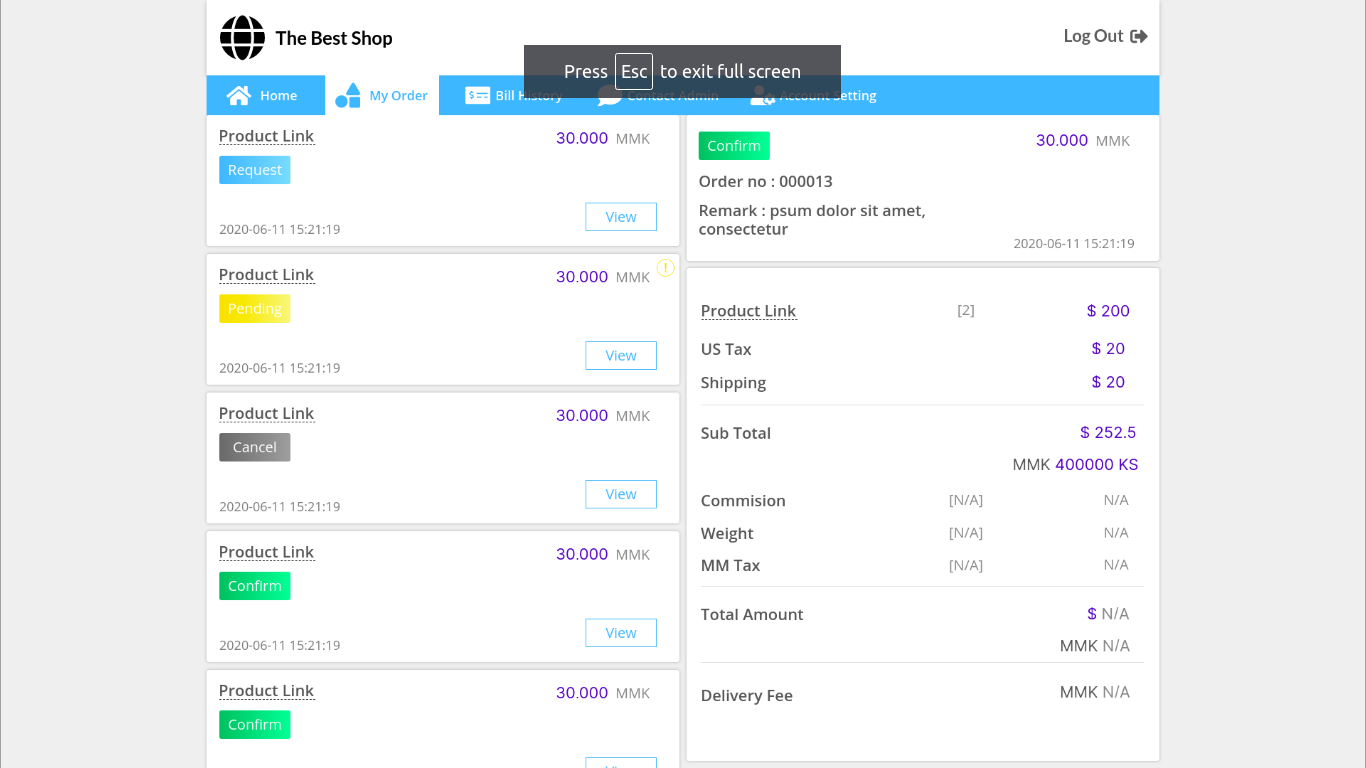 The Best Shop
Log Out
Press Esc to exit full screen
Home
My Order
Bill History
Contact Admin
Account Setting
Product Link
30.000 MMK
Request
View
2020-06-11 15:21:19
Product Link
30.000 MMK
Pending
View
2020-06-11 15:21:19
Product Link
30.000 MMK
Cancel
View
2020-06-11 15:21:19
Product Link
30.000 MMK
Confirm
View
2020-06-11 15:21:19
Product Link
30.000 MMK
Confirm
Confirm
30.000 MMK
Order no : 000013
Remark : psum dolor sit amet,
consectetur
2020-06-11 15:21:19
Product Link [2] $ 200
US Tax $ 20
Shipping $ 20
Sub Total $ 252.5
MMK 400000 KS
Commision [N/A] N/A
Weight [N/A] N/A
MM Tax [N/A] N/A
Total Amount $ N/A
MMK N/A
Delivery Fee MMK N/A